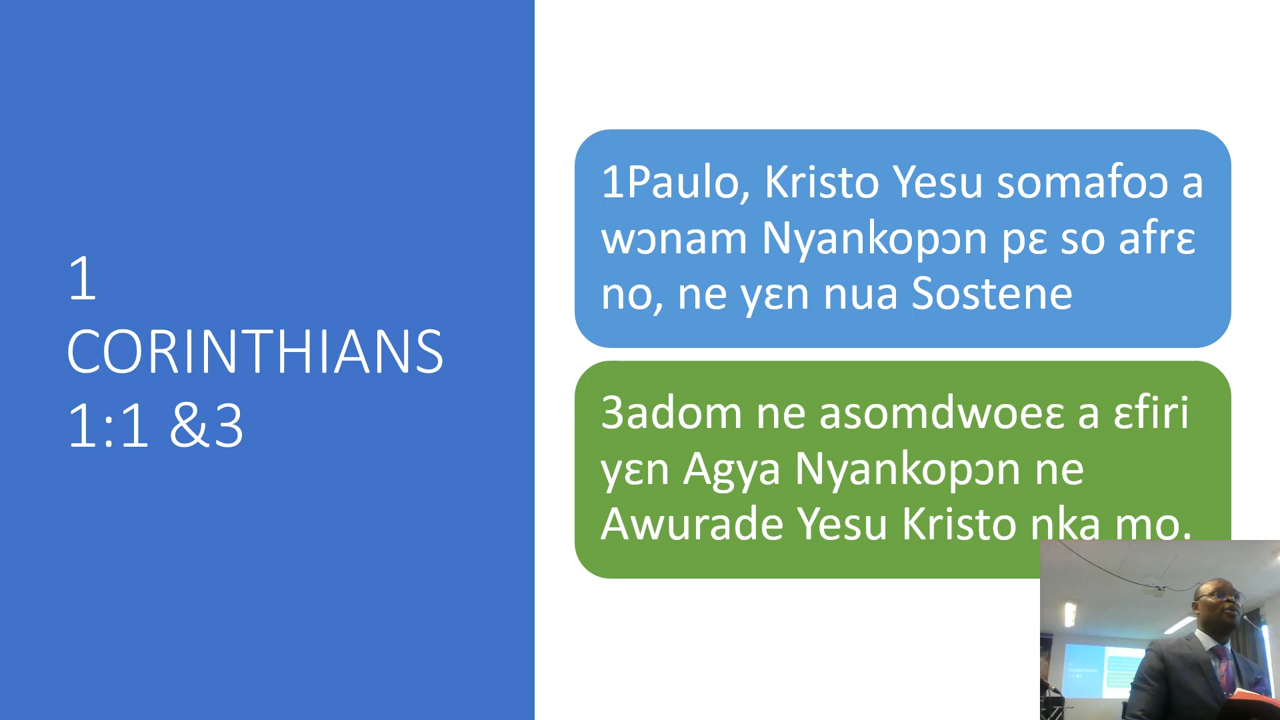 1
CORINTHIANS
1:1 &3
1Paulo, Kristo Yesu somafoɔ a
wɔnam Nyankopɔn pɛ so afrɛ
no, ne yɛn nua Sostene
3adom ne asomdwoeɛ a ɛfiri
yɛn Agya Nyankopɔn ne
Awurade Yesu Kristo nka mo.